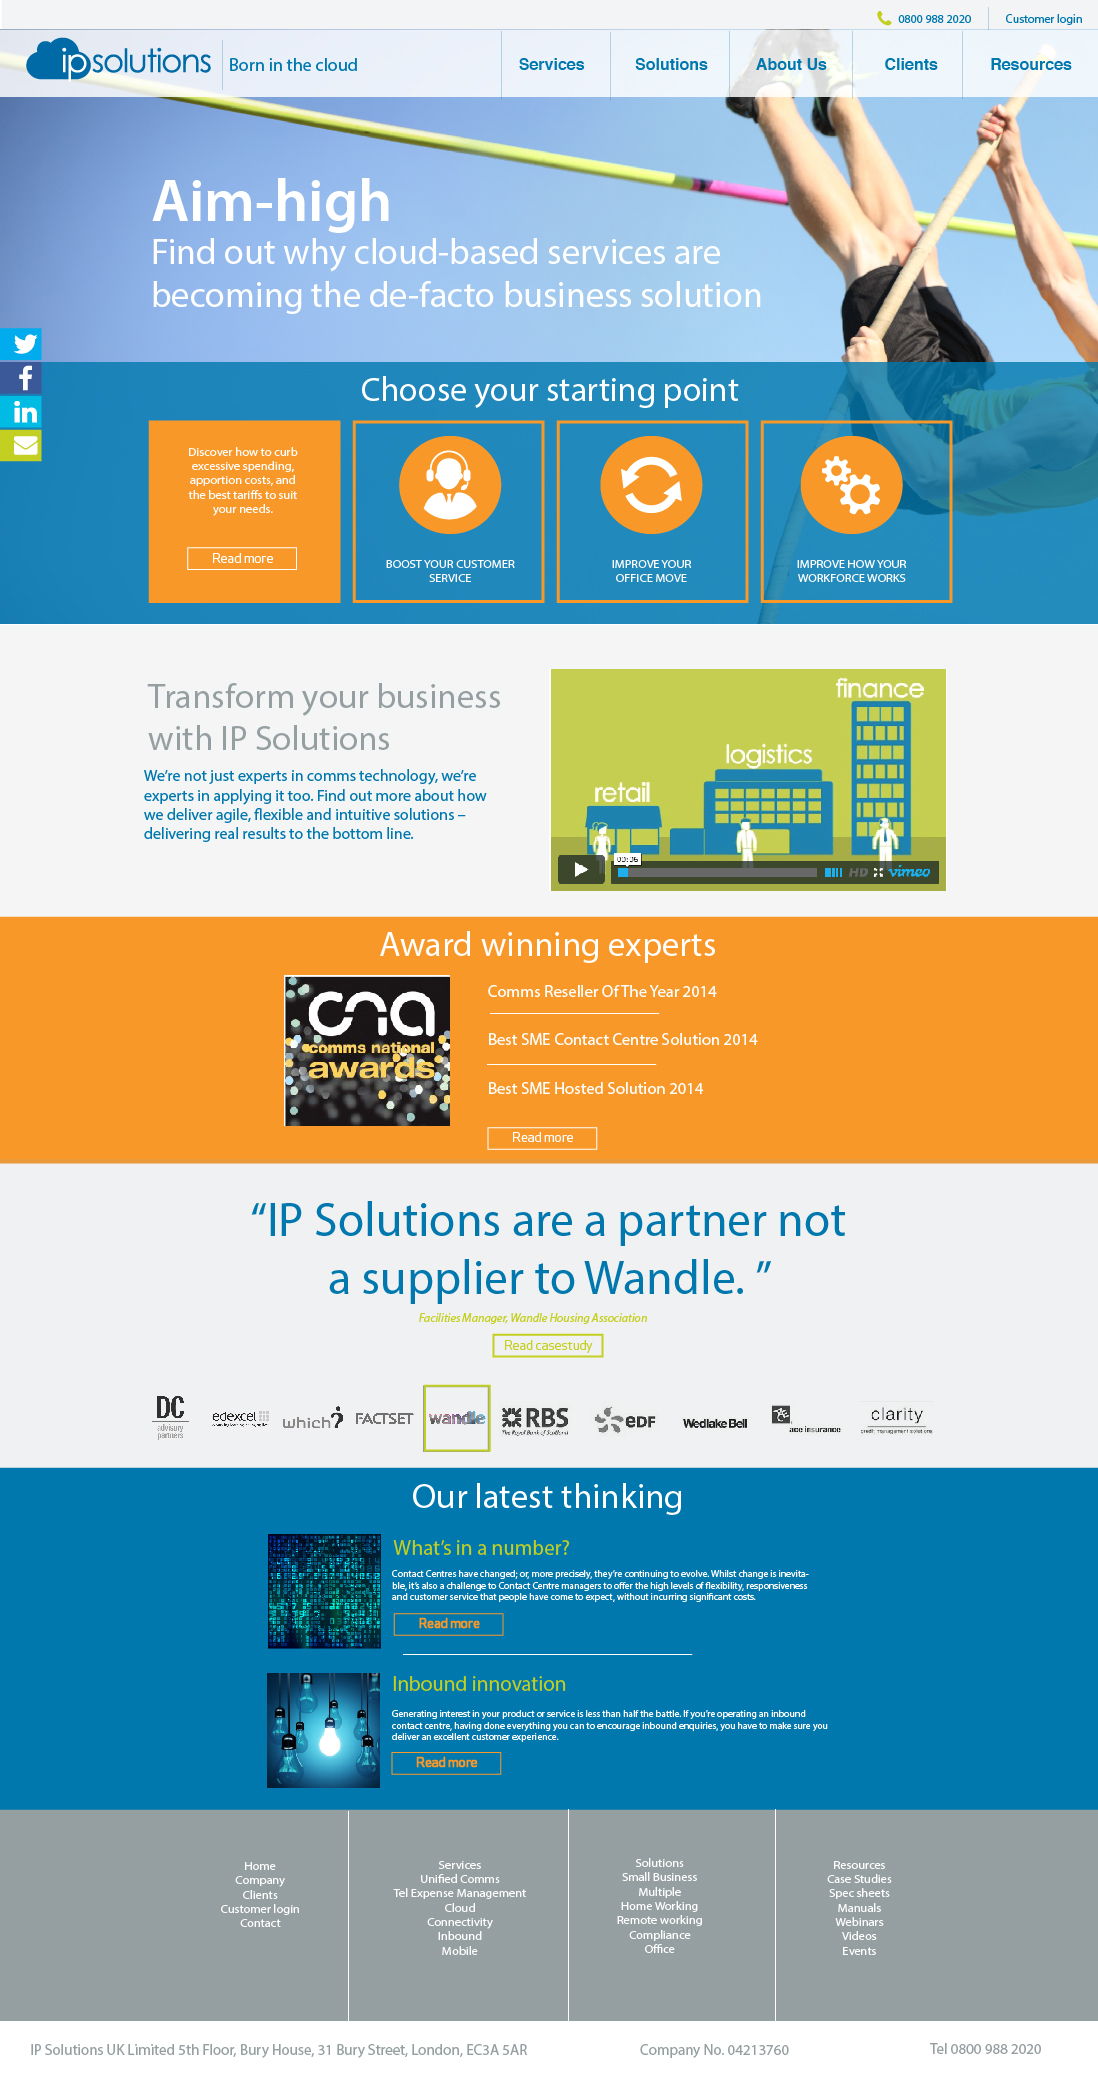 0800 988 2020
Customer login
ipsolutions
Born in the cloud
Services
Solutions
About Us
Clients
Resources
Aim-high
Find out why cloud-based services are
becoming the de-facto business solution
Choose your starting point
Discover how to curb
excessive spending,
apportion costs, and
the best tariffs to suit
your needs.
Read more
BOOST YOUR CUSTOMER
SERVICE
IMPROVE YOUR
OFFICE MOVE
IMPROVE HOW YOUR
WORKFORCE WORKS
Transform your business
with IP Solutions
We're not just experts in comms technology, we're
experts in applying it too. Find out more about how
we deliver agile, flexible and intuitive solutions –
delivering real results to the bottom line.
finance
logistics
retail
00:06
HD
vimeo
Award winning experts
cna
comms national
awards
Comms Reseller Of The Year 2014
Best SME Contact Centre Solution 2014
Best SME Hosted Solution 2014
Read more
“IP Solutions are a partner not
a supplier to Wandle. ”
Facilities Manager, Wandle Housing Association
Read casestudy
DC
advisory
partners
edexcel
which?
FACTSET
wandle
RBS
The Royal Bank of Scotland
eDF
Wedlake Bell
ace insurance
clarity
credit management solutions
Our latest thinking
What's in a number?
Contact Centres have changed; or, more precisely, they're continuing to evolve. Whilst change is inevita-
ble, it's also a challenge to Contact Centre managers to offer the high levels of flexibility, responsiveness
and customer service that people have come to expect, without incurring significant costs.
Read more
Inbound innovation
Generating interest in your product or service is less than half the battle. If you're operating an inbound
contact centre, having done everything you can to encourage inbound enquiries, you have to make sure you
deliver an excellent customer experience.
Read more
Home
Company
Clients
Customer login
Contact
Services
Unified Comms
Tel Expense Management
Cloud
Connectivity
Inbound
Mobile
Solutions
Small Business
Multiple
Home Working
Remote working
Compliance
Office
Resources
Case Studies
Spec sheets
Manuals
Webinars
Videos
Events
IP Solutions UK Limited 5th Floor, Bury House, 31 Bury Street, London, EC3A 5AR
Company No. 04213760
Tel 0800 988 2020